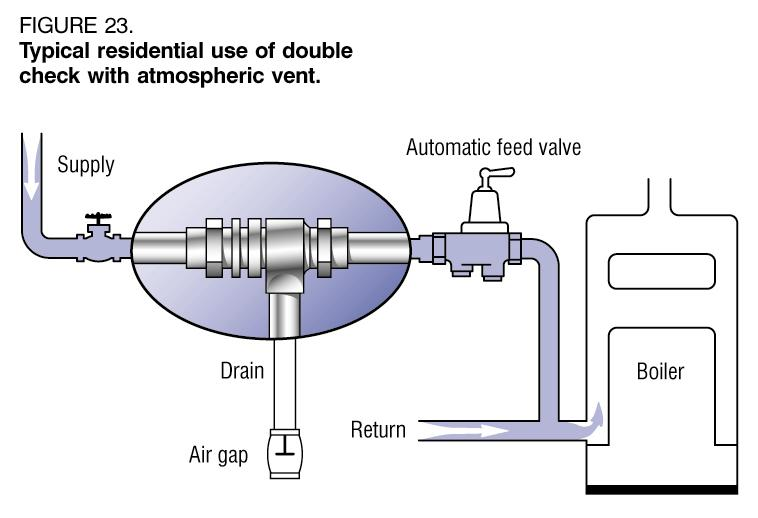 FIGURE 23.
Typical residential use of double
check with atmospheric vent.
Supply
Automatic feed valve
Drain
Boiler
Return
Air gap